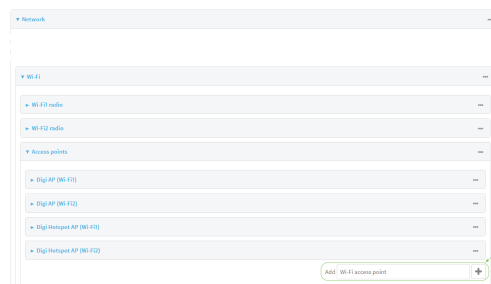 Network
Wi-Fi
Wi-Fi1 radio
Wi-Fi2 radio
Access points
Digi AP (Wi-Fi1)
Digi AP (Wi-Fi2)
Digi Hotspot AP (Wi-Fi1)
Digi Hotspot AP (Wi-Fi2)
Add Wi-Fi access point